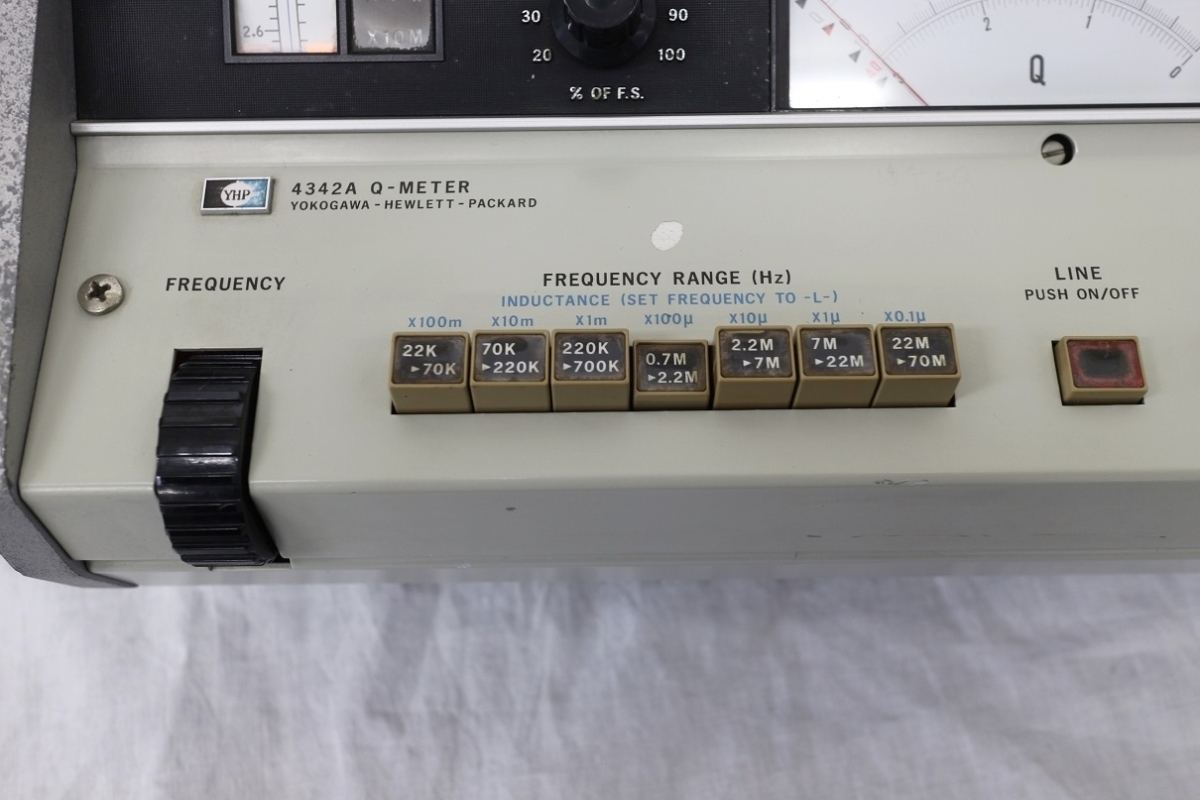 2.6
X10M
30
90
20
100
% OF F.S.
2
1
0
Q
YHP
4342A Q-METER
YOKOGAWA-HEWLETT-PACKARD
FREQUENCY
FREQUENCY RANGE (Hz)
INDUCTANCE (SET FREQUENCY TO -L-)
X100m X10m X1m X100μ X10μ X1μ X0.1μ
22K
►70K
70K
►220K
220K
►700K
0.7M
►2.2M
2.2M
►7M
7M
►22M
22M
►70M
LINE
PUSH ON/OFF